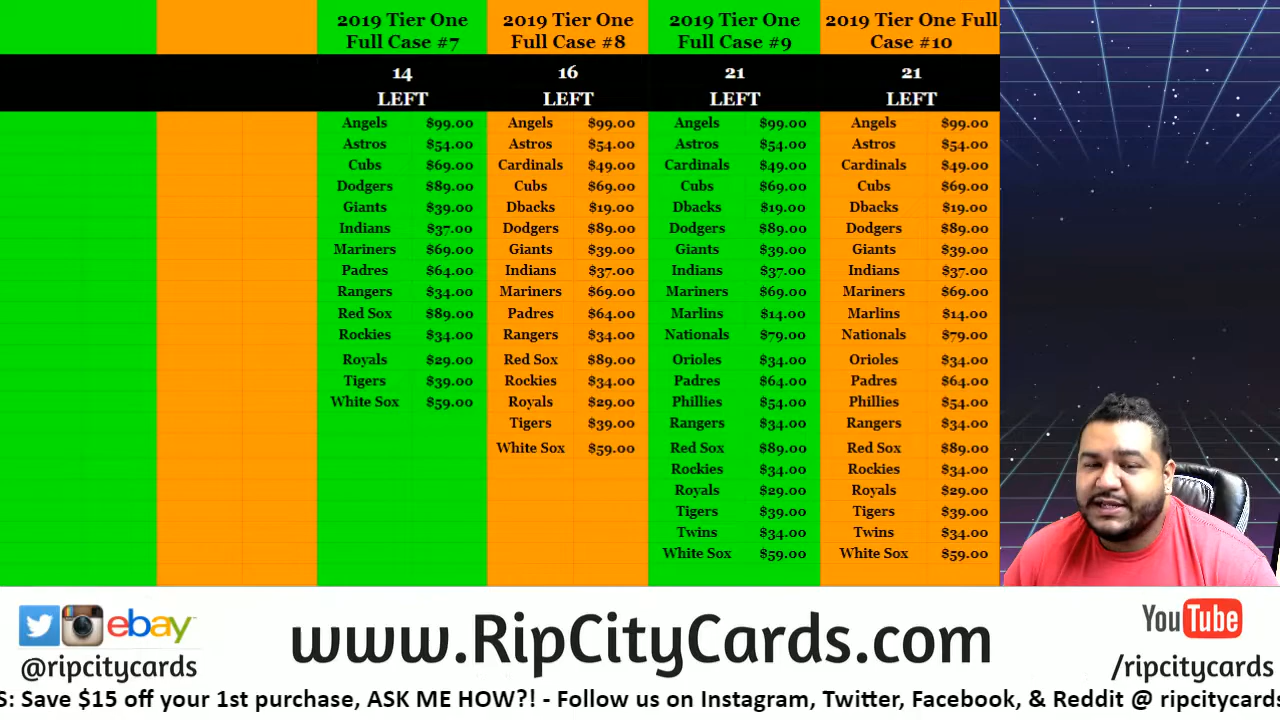 2019 Tier One
Full Case #7
14
LEFT
Angels $99.00
Astros $54.00
Cubs $69.00
Dodgers $89.00
Giants $39.00
Indians $37.00
Mariners $69.00
Padres $64.00
Rangers $34.00
Red Sox $89.00
Rockies $34.00
Royals $29.00
Tigers $39.00
White Sox $59.00
2019 Tier One
Full Case #8
16
LEFT
Angels $99.00
Astros $54.00
Cardinals $49.00
Cubs $69.00
Dbacks $19.00
Dodgers $89.00
Giants $39.00
Indians $37.00
Mariners $69.00
Padres $64.00
Rangers $34.00
Red Sox $89.00
Rockies $34.00
Royals $29.00
Tigers $39.00
White Sox $59.00
2019 Tier One
Full Case #9
21
LEFT
Angels $99.00
Astros $54.00
Cardinals $49.00
Cubs $69.00
Dbacks $19.00
Dodgers $89.00
Giants $39.00
Indians $37.00
Mariners $69.00
Marlins $14.00
Nationals $79.00
Orioles $34.00
Padres $64.00
Phillies $54.00
Rangers $34.00
Red Sox $89.00
Rockies $34.00
Royals $29.00
Tigers $39.00
Twins $34.00
White Sox $59.00
2019 Tier One Full
Case #10
21
LEFT
Angels $99.00
Astros $54.00
Cardinals $49.00
Cubs $69.00
Dbacks $19.00
Dodgers $89.00
Giants $39.00
Indians $37.00
Mariners $69.00
Marlins $14.00
Nationals $79.00
Orioles $34.00
Padres $64.00
Phillies $54.00
Rangers $34.00
Red Sox $89.00
Rockies $34.00
Royals $29.00
Tigers $39.00
Twins $34.00
White Sox $59.00
ebay
@ripcitycards
www.RipCityCards.com
YouTube
/ripcitycards
S: Save $15 off your 1st purchase, ASK ME HOW?! - Follow us on Instagram, Twitter, Facebook, & Reddit @ ripcitycards